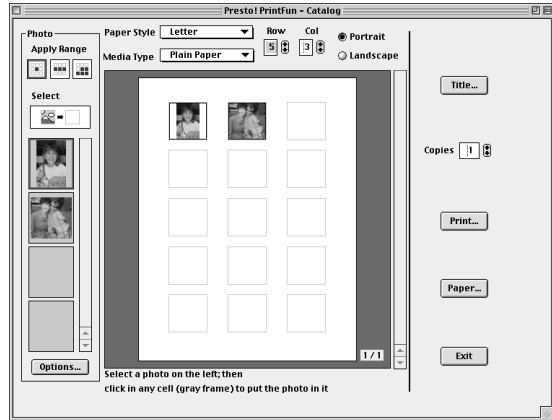 Presto! PrintFun - Catalog
Photo
Apply Range
Select
Options...
Paper Style Letter
Media Type Plain Paper
Row Col
5 3
Portrait
Landscape
1 / 1
Select a photo on the left; then
click in any cell (gray frame) to put the photo in it
Title...
Copies 1
Print...
Paper...
Exit